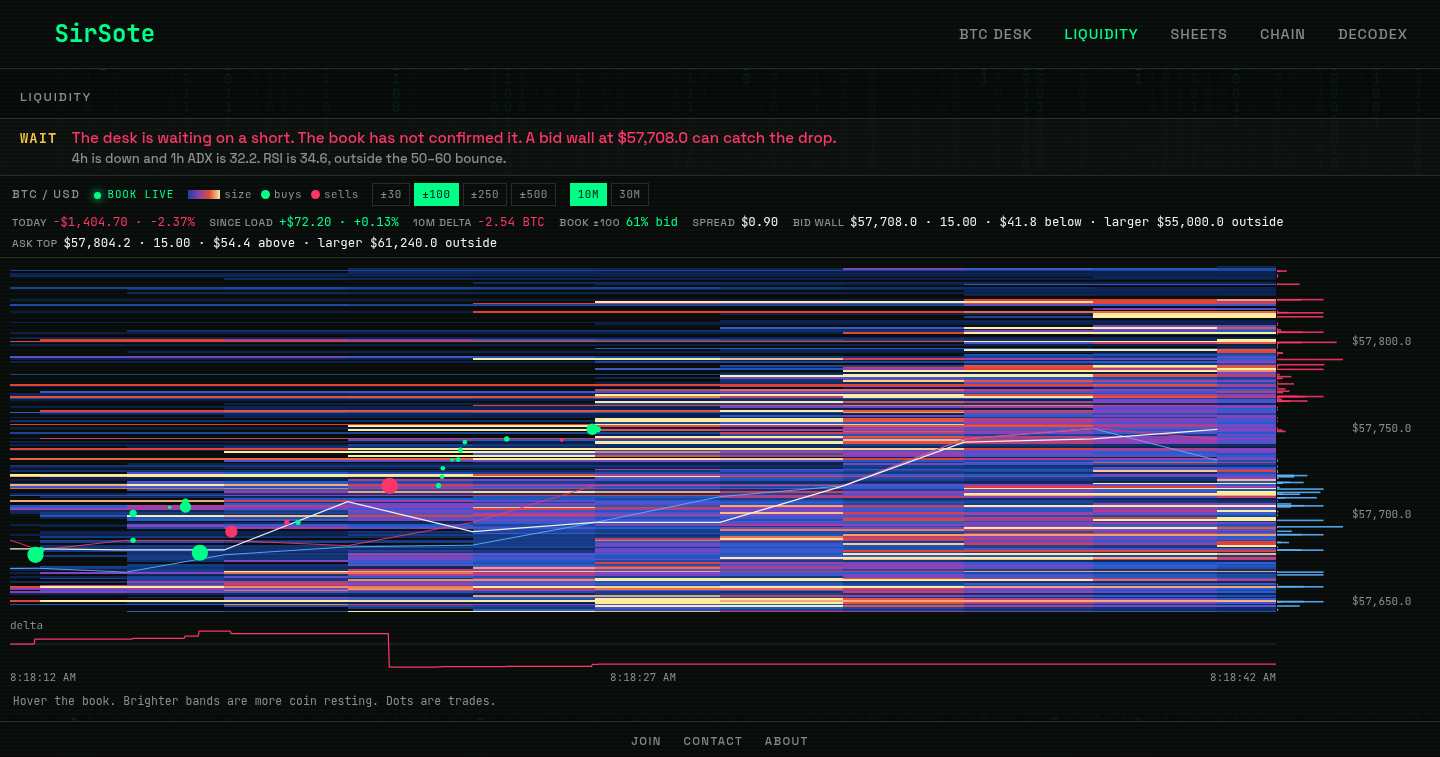 SirSote
BTC DESK LIQUIDITY SHEETS CHAIN DECODEX
LIQUIDITY
WAIT The desk is waiting on a short. The book has not confirmed it. A bid wall at $57,708.0 can catch the drop.
4h is down and 1h ADX is 32.2. RSI is 34.6, outside the 50–60 bounce.
BTC / USD BOOK LIVE size buys sells ±30 ±100 ±250 ±500 10M 30M
TODAY -$1,404.70 · -2.37% SINCE LOAD +$72.20 · +0.13% 10M DELTA -2.54 BTC BOOK ±100 61% bid SPREAD $0.90 BID WALL $57,708.0 · 15.00 · $41.8 below · larger $55,000.0 outside
ASK TOP $57,804.2 · 15.00 · $54.4 above · larger $61,240.0 outside
$57,800.0
$57,750.0
$57,700.0
$57,650.0
delta
8:18:12 AM 8:18:27 AM 8:18:42 AM
Hover the book. Brighter bands are more coin resting. Dots are trades.
JOIN CONTACT ABOUT